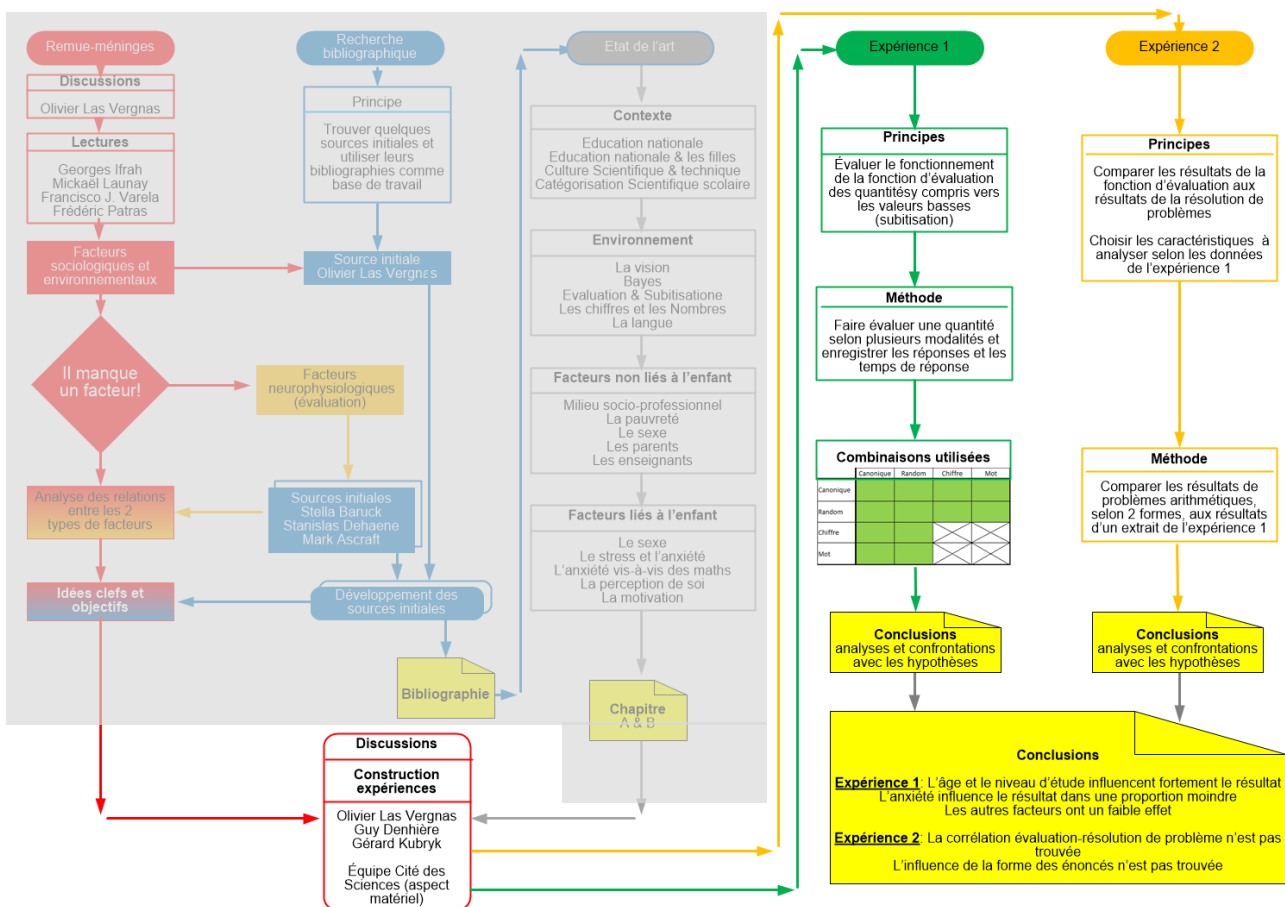 Remue-méninges
Discussions
Olivier Las Vergnas
Lectures
Georges Ifrah
Mickaël Launay
Francisco J. Varela
Frédéric Patras
Facteurs
sociologiques et
environnementaux
Il manque
un facteur!
Analyse des relations
entre les 2
types de facteurs
Idées clefs et
objectifs
Recherche
bibliographique
Principe
Trouver quelques
sources initiales et
utiliser leurs
bibliographies comme
base de travail
Source initiale
Olivier Las Vergnas
Facteurs
neurophysiologiques
(évaluation)
Sources initiales
Stella Baruck
Stanislas Dehaene
Mark Ascraft
Développement des
sources initiales
Bibliographie
Etat de l'art
Contexte
Education nationale
Education nationale & les filles
Culture Scientifique & technique
Catégorisation Scientifique scolaire
Environnement
La vision
Bayes
Evaluation & Subitisatione
Les chiffres et les Nombres
La langue
Facteurs non liés à l'enfant
Milieu socio-professionnel
La pauvreté
Le sexe
Les parents
Les enseignants
Facteurs liés à l'enfant
Le sexe
Le stress et l'anxiété
L'anxiété vis-à-vis des maths
La perception de soi
La motivation
Chapitre
A & B
Discussions
Construction
expériences
Olivier Las Vergnas
Guy Denhière
Gérard Kubryk
Équipe Cité des
Sciences (aspect
matériel)
Expérience 1
Principes
Évaluer le fonctionnement
de la fonction d'évaluation
des quantitésy compris vers
les valeurs basses
(subitisation)
Méthode
Faire évaluer une quantité
selon plusieurs modalités et
enregistrer les réponses et les
temps de réponse
Combinaisons utilisées
Canonique Random Chiffre Mot
Canonique
Random
Chiffre
Mot
Conclusions
analyses et confrontations
avec les hypothèses
Expérience 2
Principes
Comparer les résultats de la
fonction d'évaluation aux
résultats de la résolution de
problèmes
Choisir les caractéristiques à
analyser selon les données
de l'expérience 1
Méthode
Comparer les résultats de
problèmes arithmétiques,
selon 2 formes, aux résultats
d'un extrait de l'expérience 1
Conclusions
analyses et confrontations
avec les hypothèses
Conclusions
Expérience 1: L'âge et le niveau d'étude influencent fortement le résultat
L'anxiété influence le résultat dans une proportion moindre
Les autres facteurs ont un faible effet
Expérience 2: La corrélation évaluation-résolution de problème n'est pas
trouvée
L'influence de la forme des énoncés n'est pas trouvée